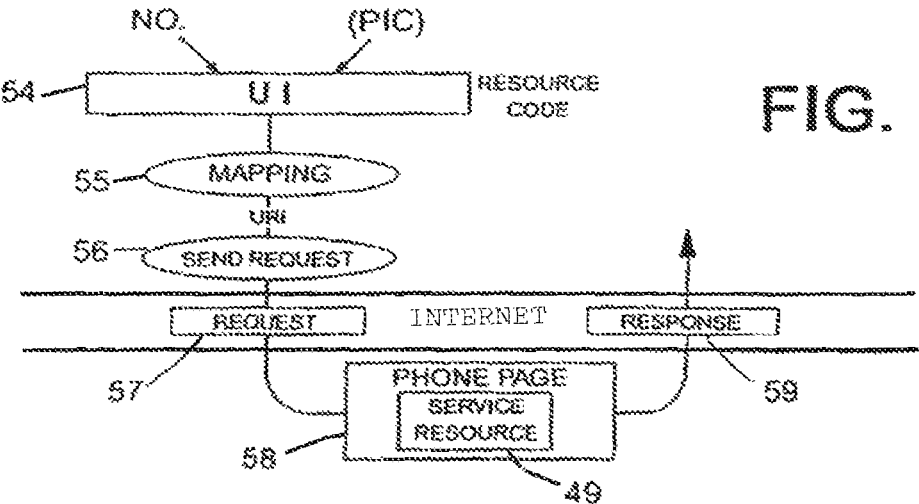 NO. (PIC)
54 UI RESOURCE CODE
FIG.
55 MAPPING
URI
56 SEND REQUEST
REQUEST INTERNET RESPONSE
57 59
PHONE PAGE
SERVICE
RESOURCE
58
49